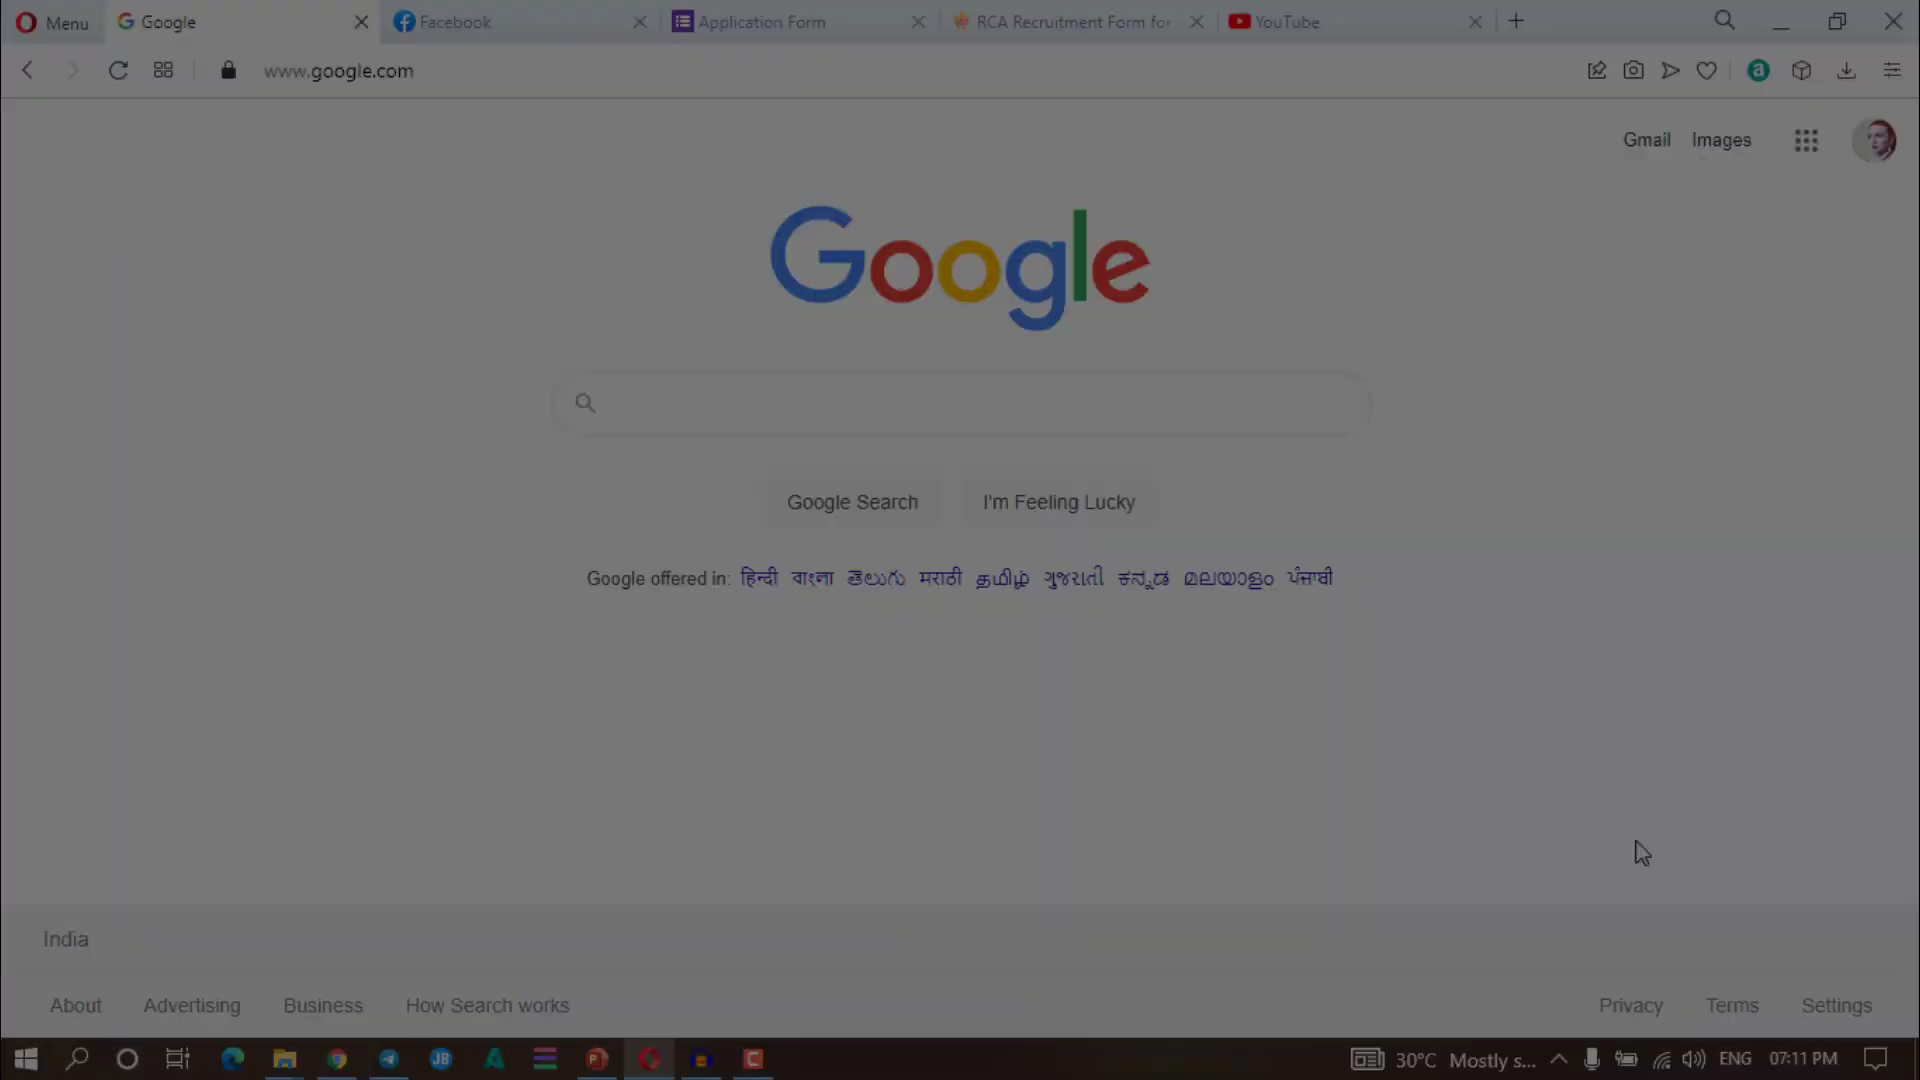 Menu Google Facebook Application Form RCA Recruitment Form for YouTube
www.google.com
Gmail Images
Google
Google Search I'm Feeling Lucky
Google offered in: हिन्दी বাংলা తెలుగు मराठी தமிழ் ગુજરાતી ಕನ್ನಡ മലയാളം ਪੰਜਾਬੀ
India
About Advertising Business How Search works Privacy Terms Settings
30°C Mostly s... ENG 07:11 PM